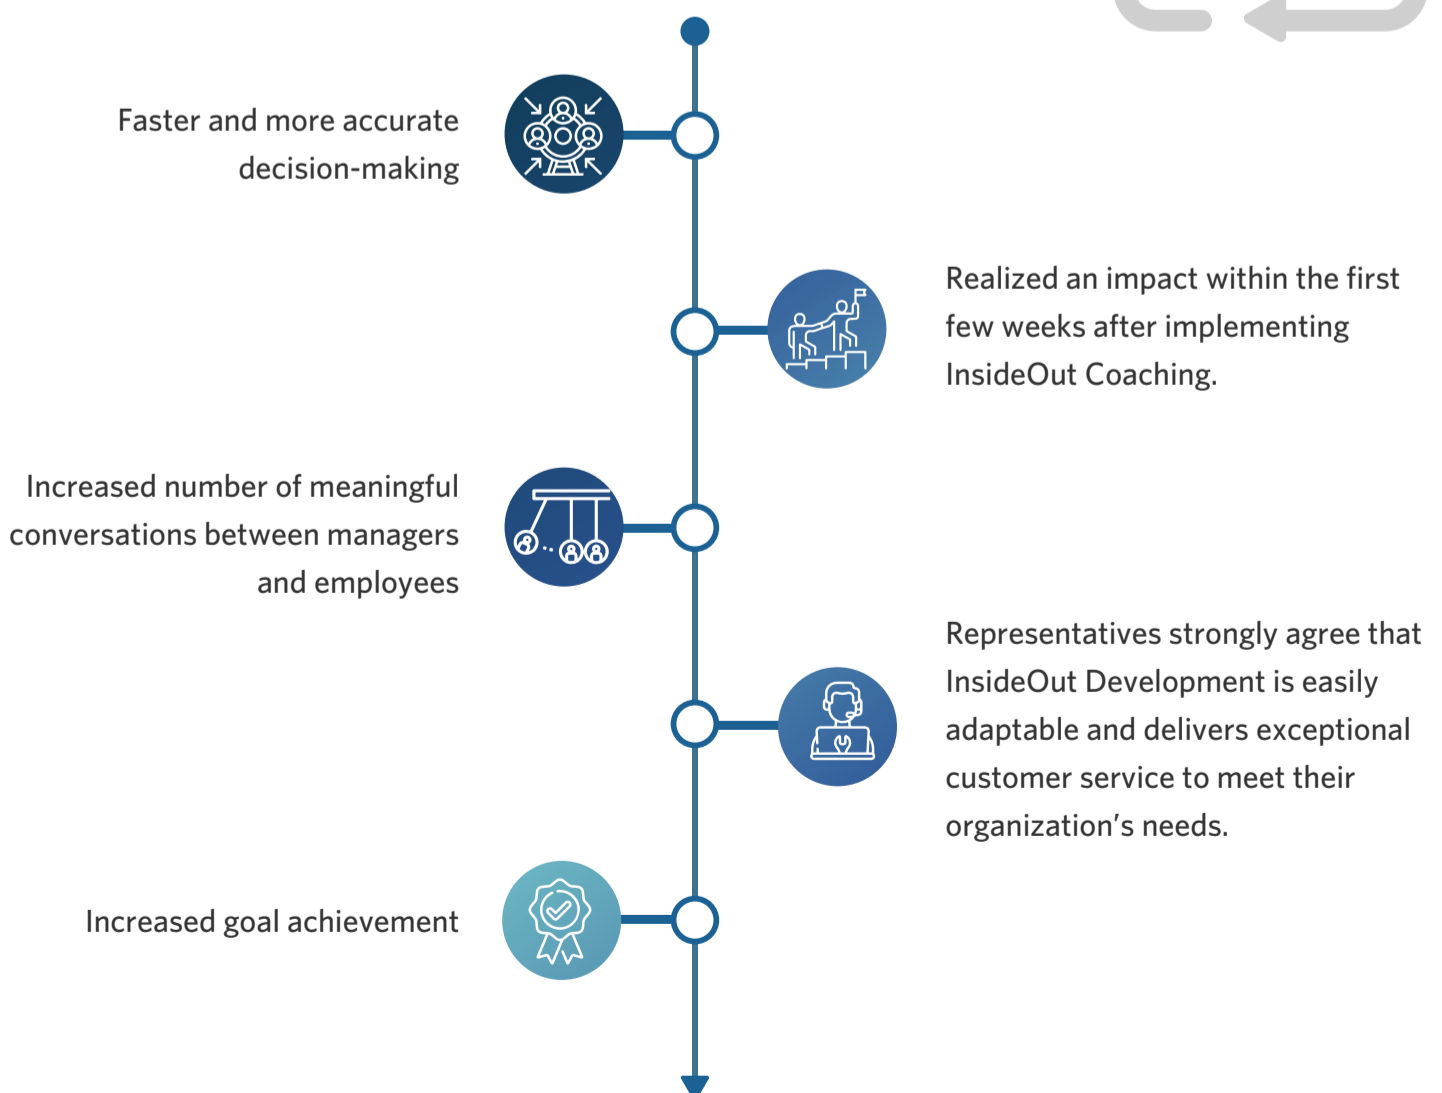 Faster and more accurate
decision-making
Realized an impact within the first
few weeks after implementing
InsideOut Coaching.
Increased number of meaningful
conversations between managers
and employees
Representatives strongly agree that
InsideOut Development is easily
adaptable and delivers exceptional
customer service to meet their
organization’s needs.
Increased goal achievement